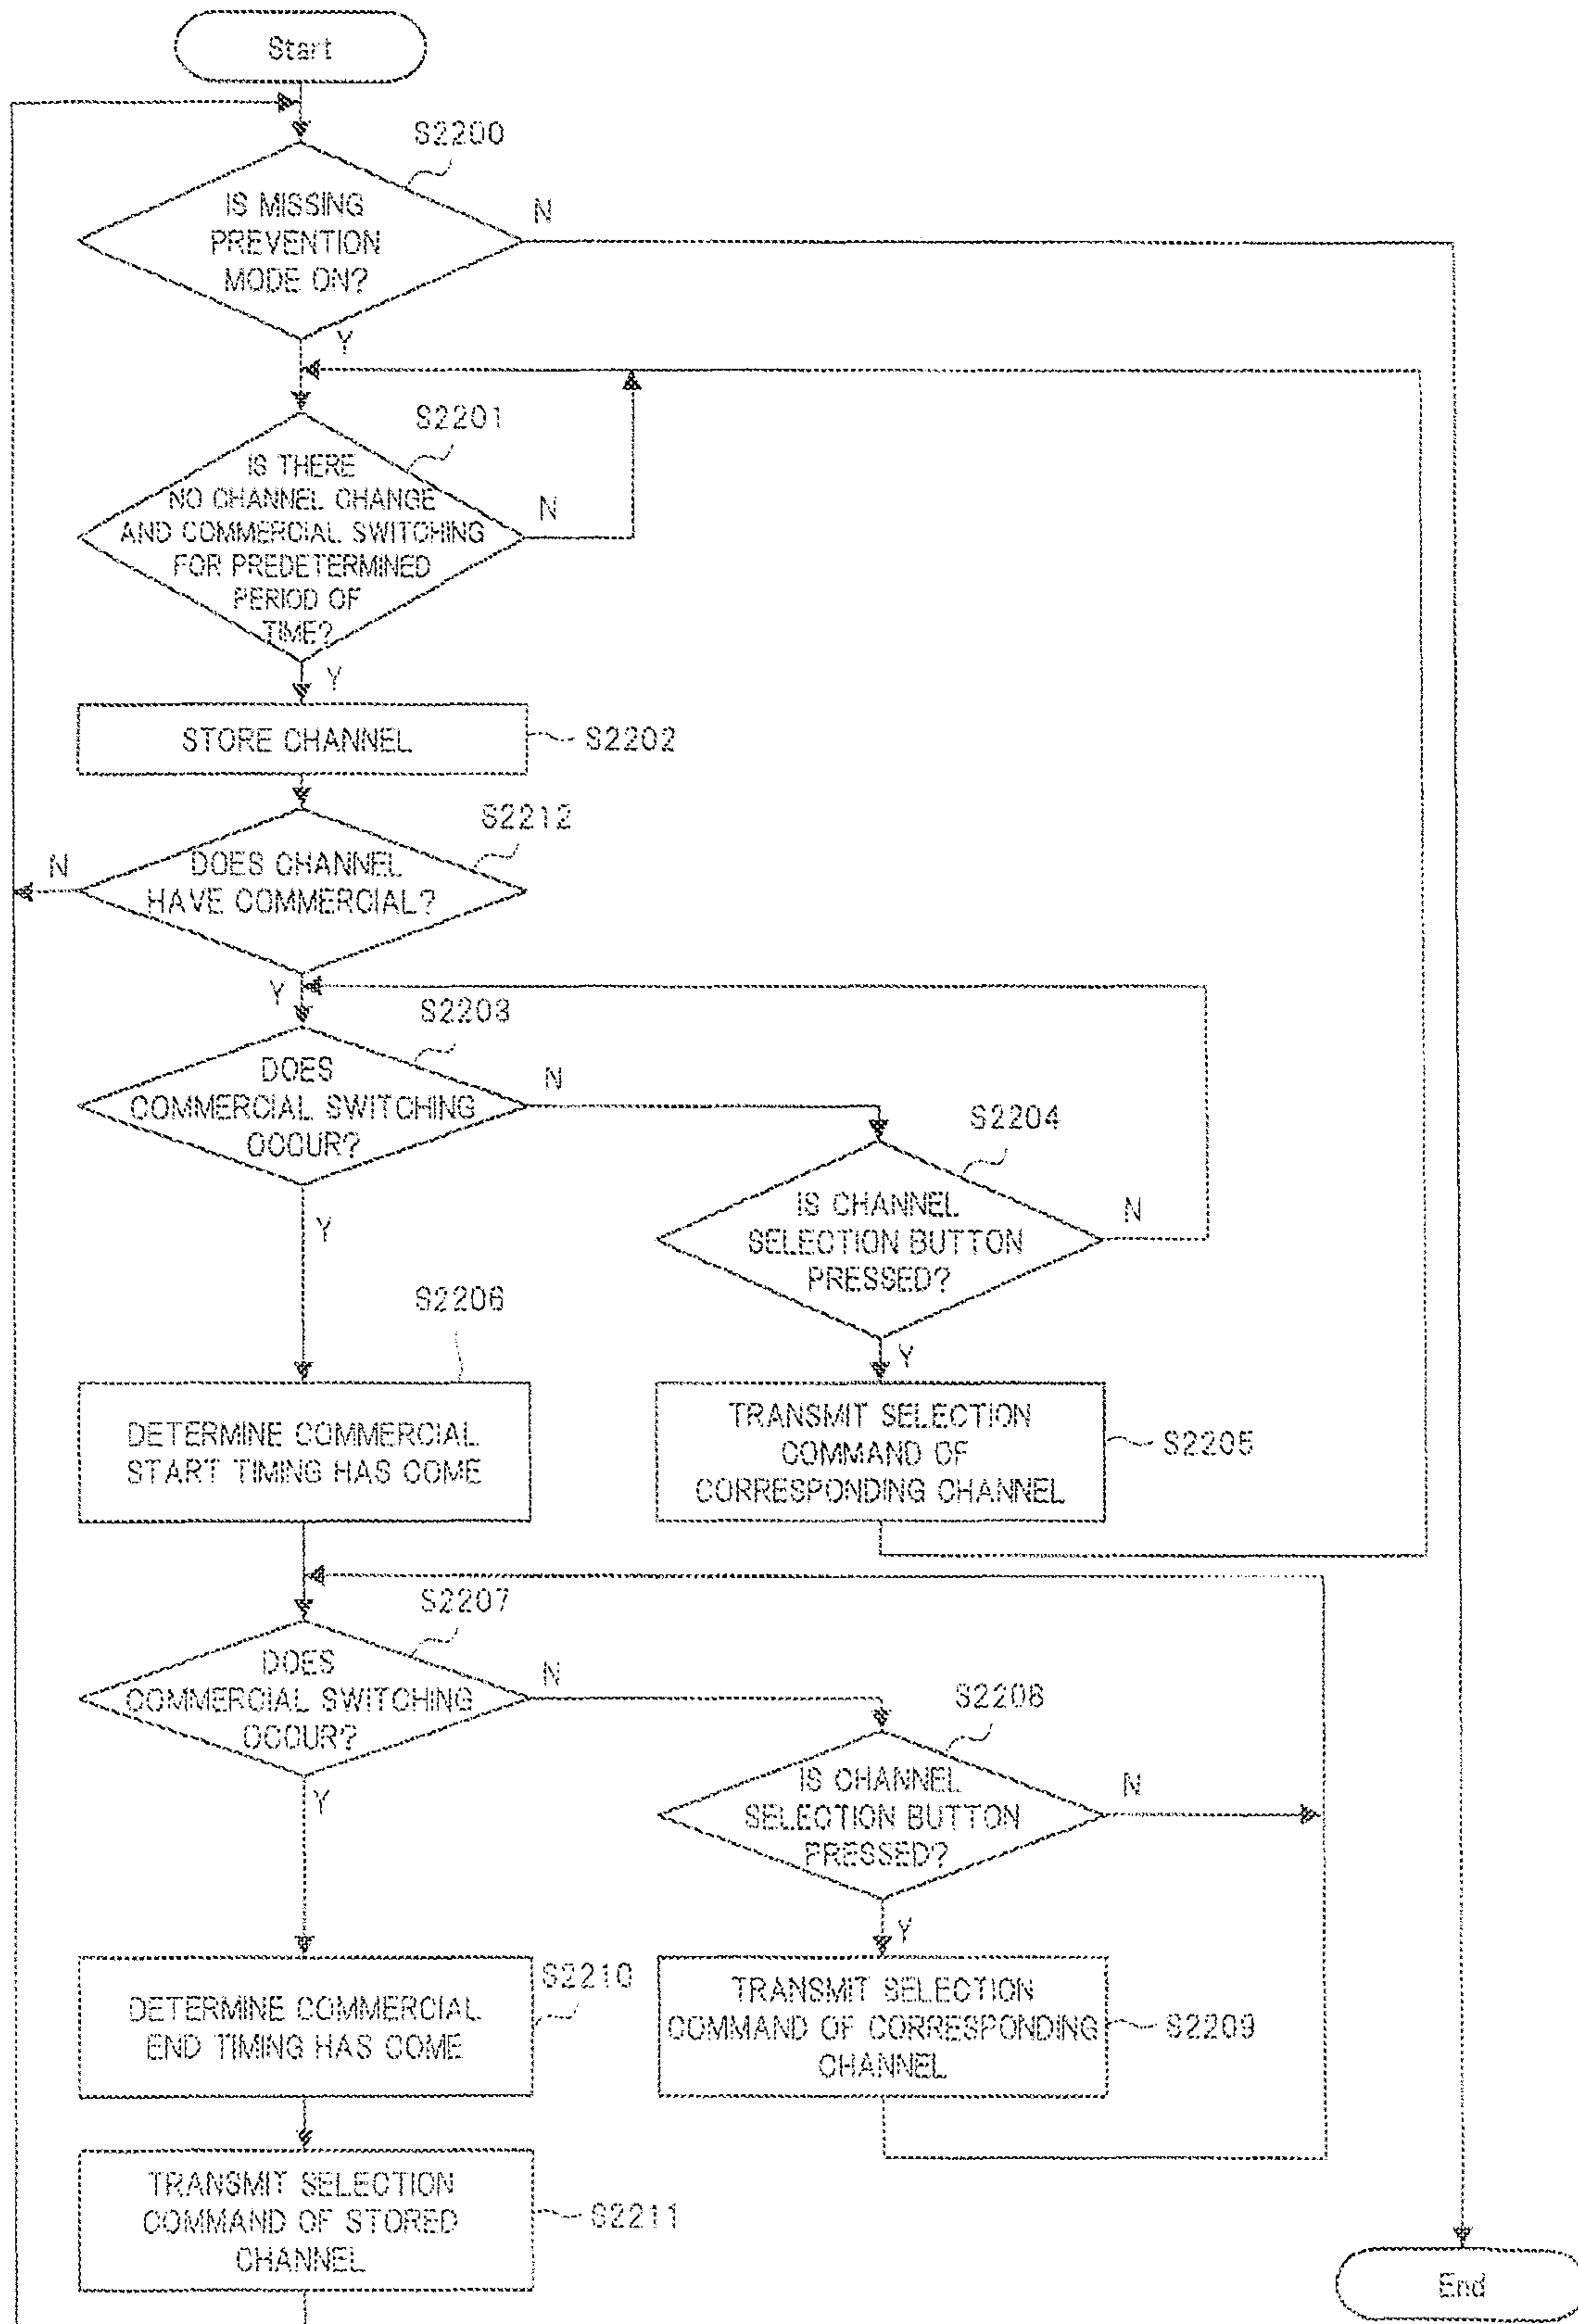 Start
S2200
IS MISSING
PREVENTION
MODE ON?
N
Y
S2201
IS THERE
NO CHANNEL CHANGE
AND COMMERCIAL SWITCHING
FOR PREDETERMINED
PERIOD OF
TIME?
N
Y
STORE CHANNEL
S2202
S2212
DOES CHANNEL
HAVE COMMERCIAL?
N
Y
S2203
DOES
COMMERCIAL SWITCHING
OCCUR?
N
Y
S2204
IS CHANNEL
SELECTION BUTTON
PRESSED?
N
Y
S2206
DETERMINE COMMERCIAL
START TIMING HAS COME
TRANSMIT SELECTION
COMMAND OF
CORRESPONDING CHANNEL
S2205
S2207
DOES
COMMERCIAL SWITCHING
OCCUR?
N
Y
S2208
IS CHANNEL
SELECTION BUTTON
PRESSED?
N
Y
S2210
DETERMINE COMMERCIAL
END TIMING HAS COME
TRANSMIT SELECTION
COMMAND OF CORRESPONDING
CHANNEL
S2209
TRANSMIT SELECTION
COMMAND OF STORED
CHANNEL
S2211
End